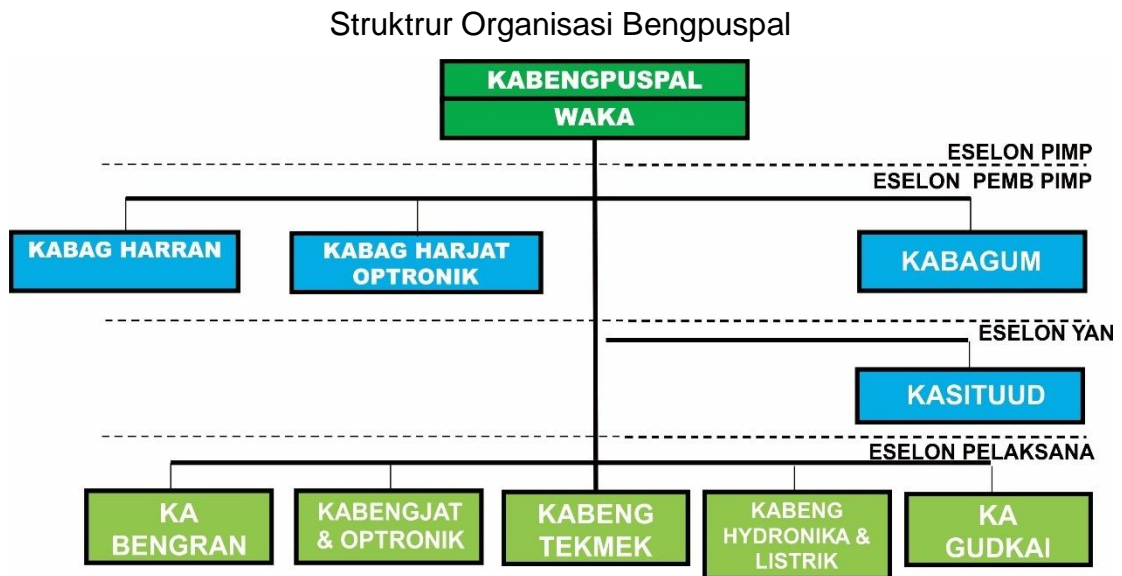 Struktrur Organisasi Bengpuspal
KABENGPUSPAL
WAKA
ESELON PIMP
ESELON PEMB PIMP
KABAG HARRAN
KABAG HARJAT
OPTRONIK
KABAGUM
ESELON YAN
KASITUUD
ESELON PELAKSANA
KA
BENGRAN
KABENGJAT
& OPTRONIK
KABENG
TEKMEK
KABENG
HYDRONIKA &
LISTRIK
KA
GUDKAI